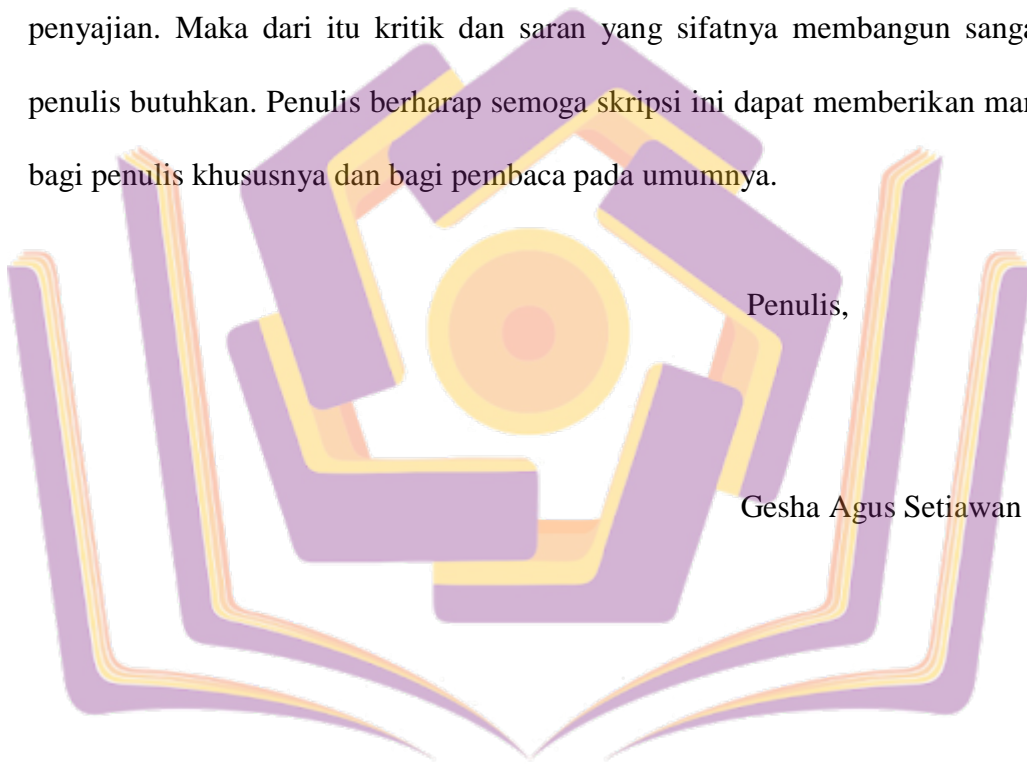 penyajian. Maka dari itu kritik dan saran yang sifatnya membangun sanga
penulis butuhkan. Penulis berharap semoga skripsi ini dapat memberikan man
bagi penulis khususnya dan bagi pembaca pada umumnya.
Penulis,
Gesha Agus Setiawan